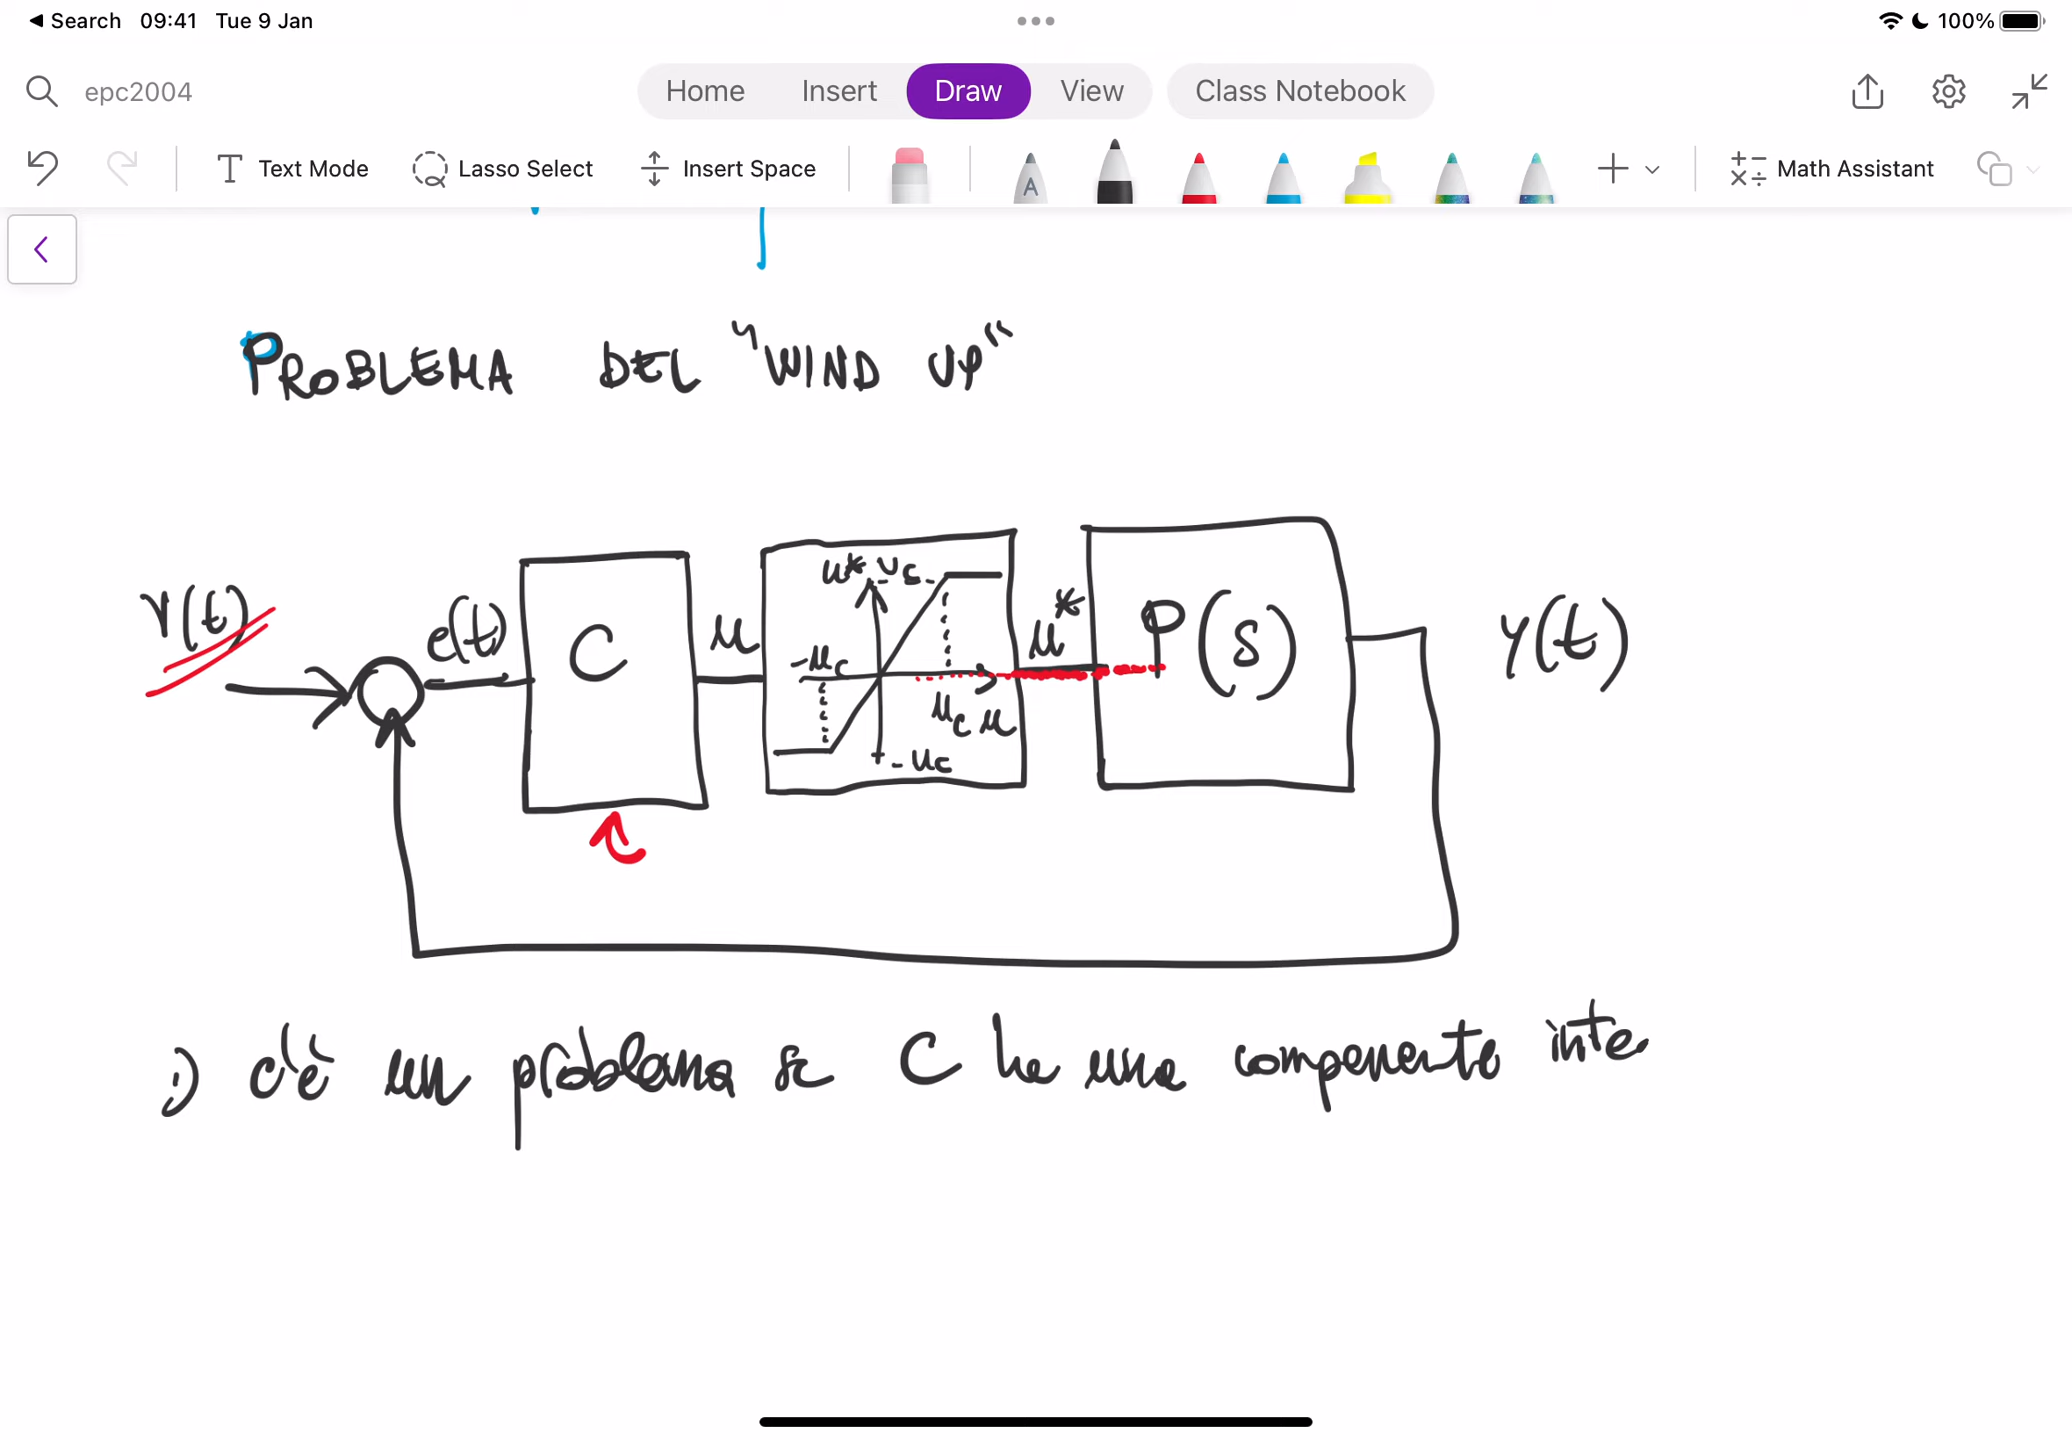 Search 09:41 Tue 9 Jan 100%
epc2004 Home Insert Draw View Class Notebook
Text Mode Lasso Select Insert Space A Math Assistant
PROBLEMA DEL "WIND UP"
r(t) e(t) C u u* P(s) y(t)
u* uc
-uc
uc u
-uc
1) c'è un problema se C ha una componente inte